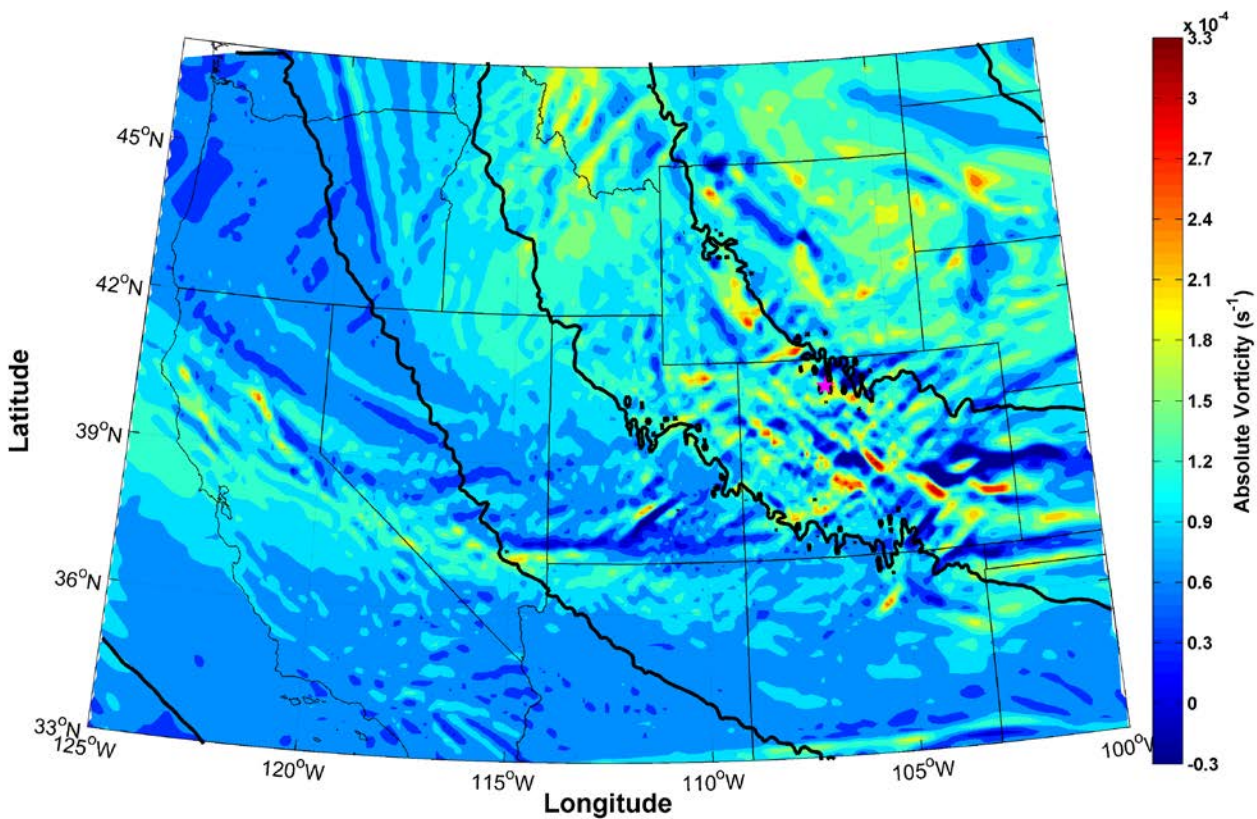 x 10⁻⁴
3.3
3
2.7
2.4
2.1
1.8
1.5
1.2
0.9
0.6
0.3
0
-0.3
Absolute Vorticity (s⁻¹)
45°N
42°N
39°N
36°N
33°N
Latitude
125°W
120°W
115°W
110°W
105°W
100°W
Longitude